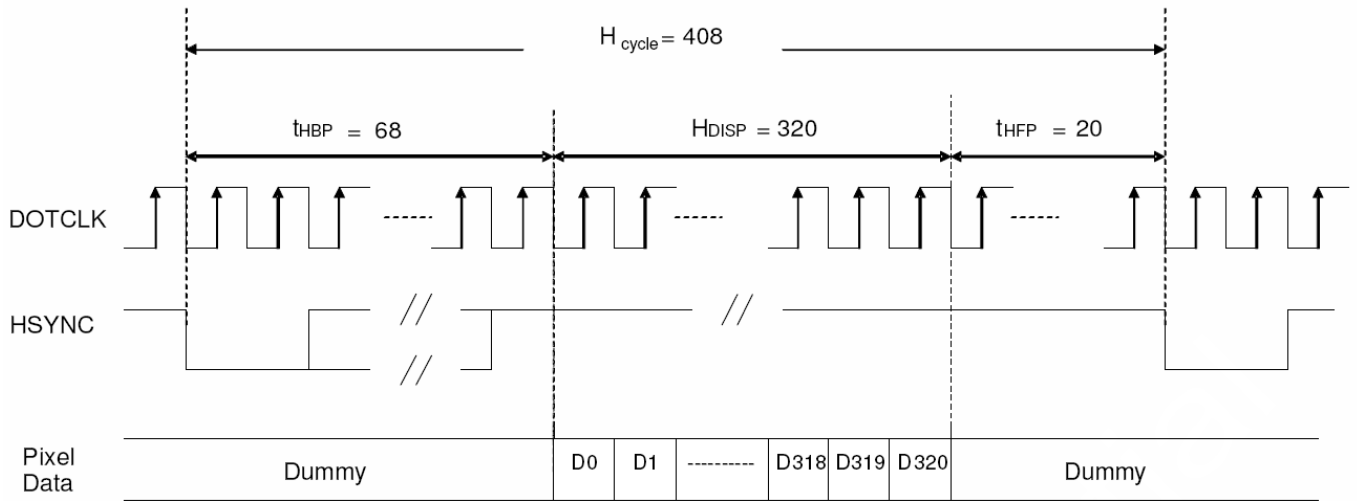 H cycle = 408
tHBP = 68
HDISP = 320
tHFP = 20
DOTCLK
HSYNC
Pixel Data
Dummy
D0
D1
D318
D319
D320
Dummy